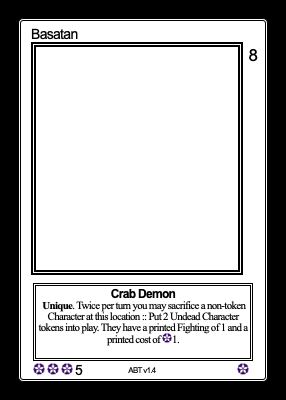 Basatan
8
Crab Demon
Unique. Twice per turn you may sacrifice a non-token
Character at this location :: Put 2 Undead Character
tokens into play. They have a printed Fighting of 1 and a
printed cost of 1.
5
ABT v1.4